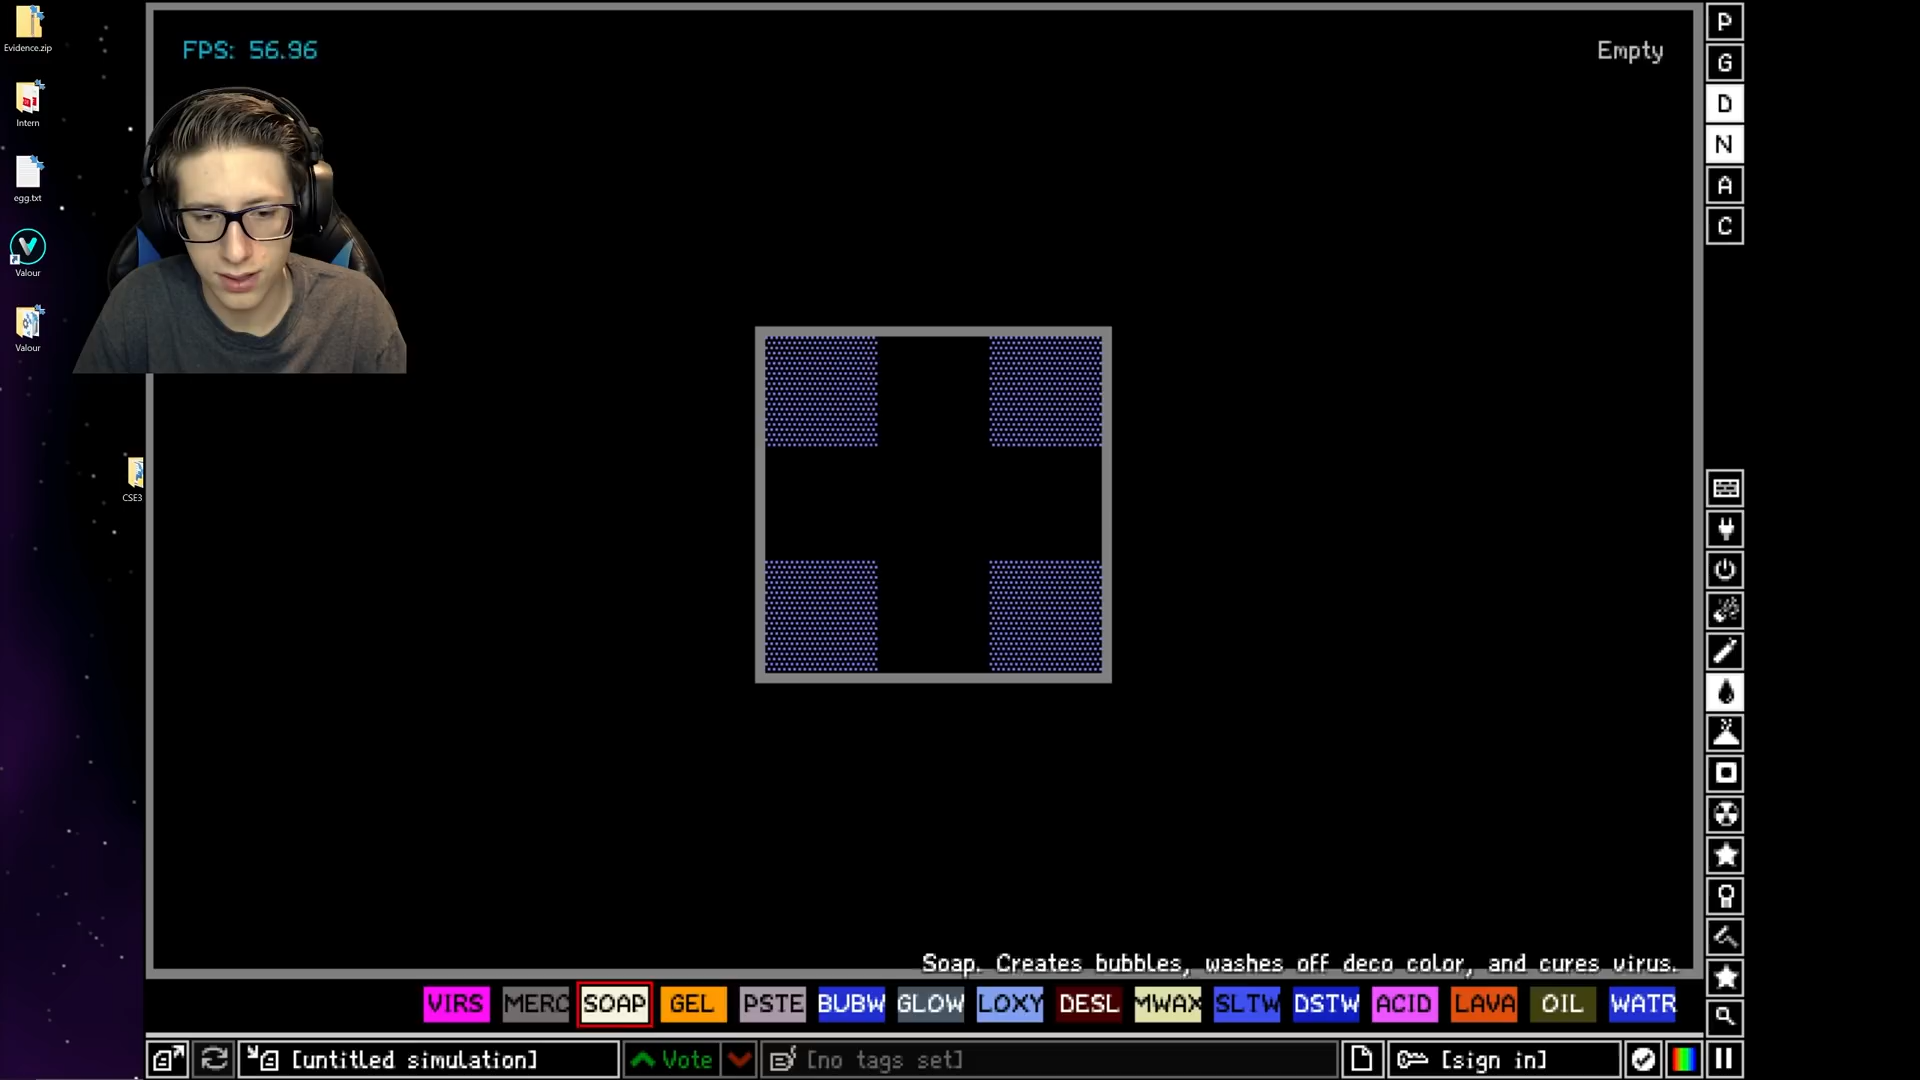 Evidence.zip
Intern
egg.txt
Valour
Valour
CSE3
FPS: 56.96
Empty
P
G
D
N
A
C
Soap. Creates bubbles, washes off deco color, and cures virus.
VIRS MERC SOAP GEL PSTE BUBW GLOW LOXY DESL MWAX SLTW DSTW ACID LAVA OIL WATR
[untitled simulation] Vote [no tags set] [sign in]